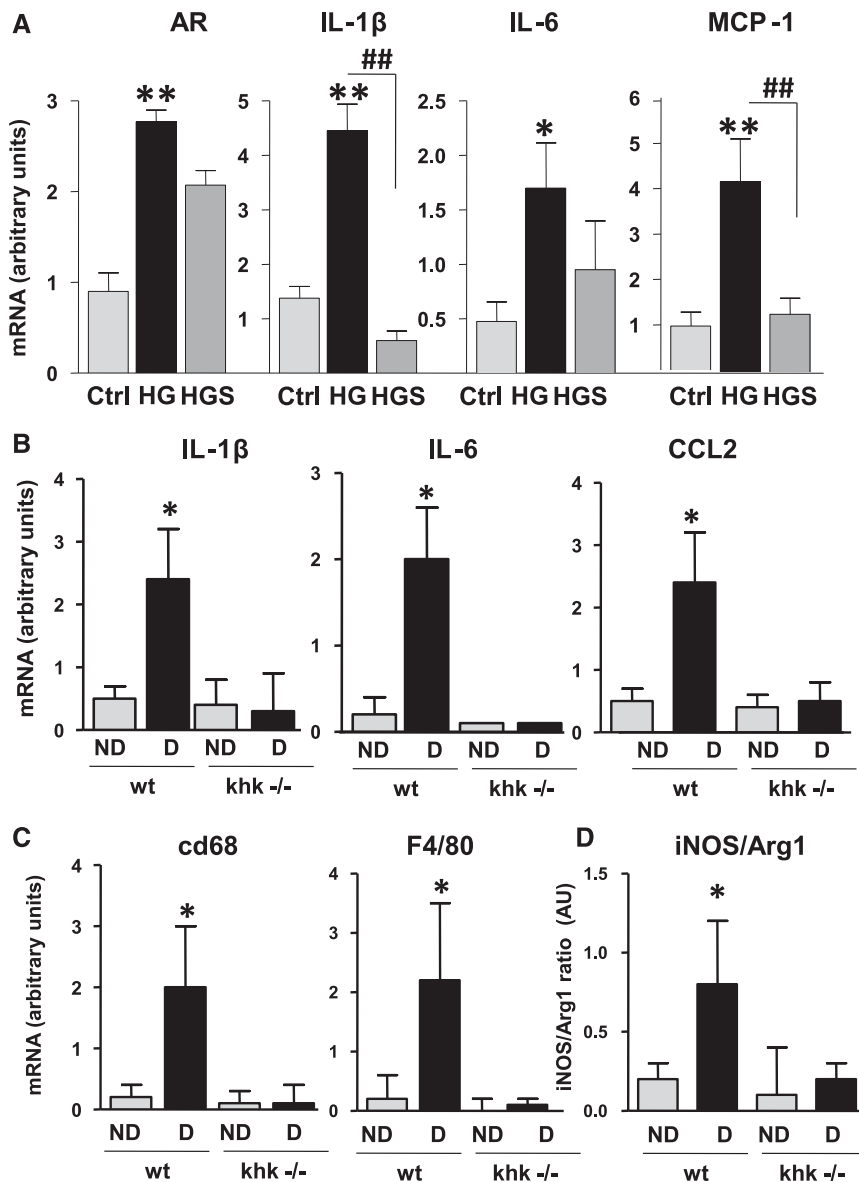 A
AR IL-1β IL-6 MCP-1
** ** ## * ** ##
mRNA (arbitrary units)
3 2 1 0
5 4 3 2 1
2.5 2.0 1.5 1.0 0.5
6 5 4 3 2 1
Ctrl HG HGS Ctrl HG HGS Ctrl HG HGS Ctrl HG HGS
B
IL-1β IL-6 CCL2
* * *
mRNA (arbitrary units)
4 3 2 1 0
3 2 1 0
4 3 2 1 0
ND D ND D ND D ND D ND D ND D
wt khk -/- wt khk -/- wt khk -/-
C
cd68 F4/80
* *
mRNA (arbitrary units)
4 3 2 1 0
4 3 2 1 0
ND D ND D ND D ND D
wt khk -/- wt khk -/-
D
iNOS/Arg1
*
iNOS/Arg1 ratio (AU)
1.5 1.0 0.5 0.0
ND D ND D
wt khk -/-